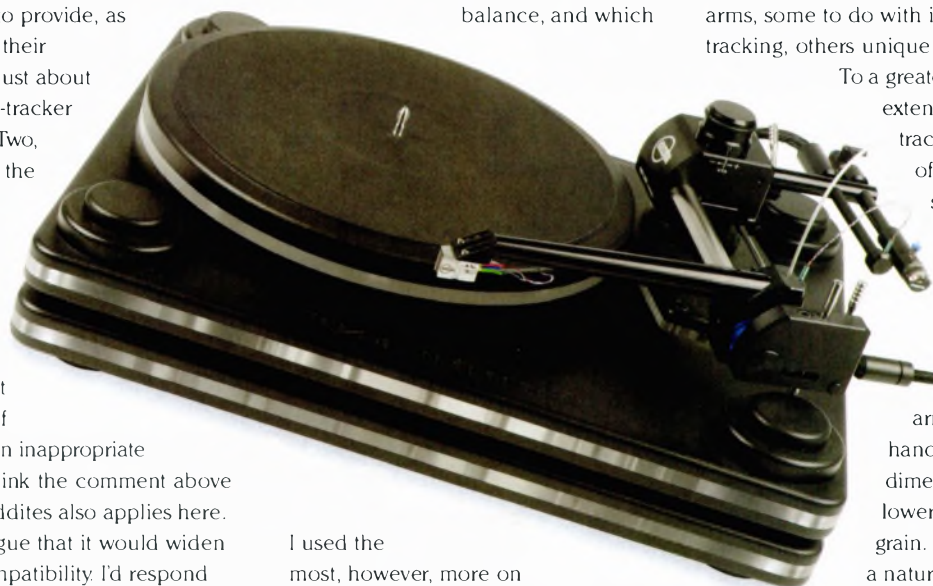 o provide, as
their
ust about
-tracker
Two,
the
t
f
n inappropriate
ink the comment above
ddites also applies here.
gue that it would widen
npatibility. I'd respond
balance, and which
I used the
most, however, more on
arms, some to do with i
tracking, others unique
To a greate
exten
trac
of
s
ar
hand
dime
lower
grain.
a natur